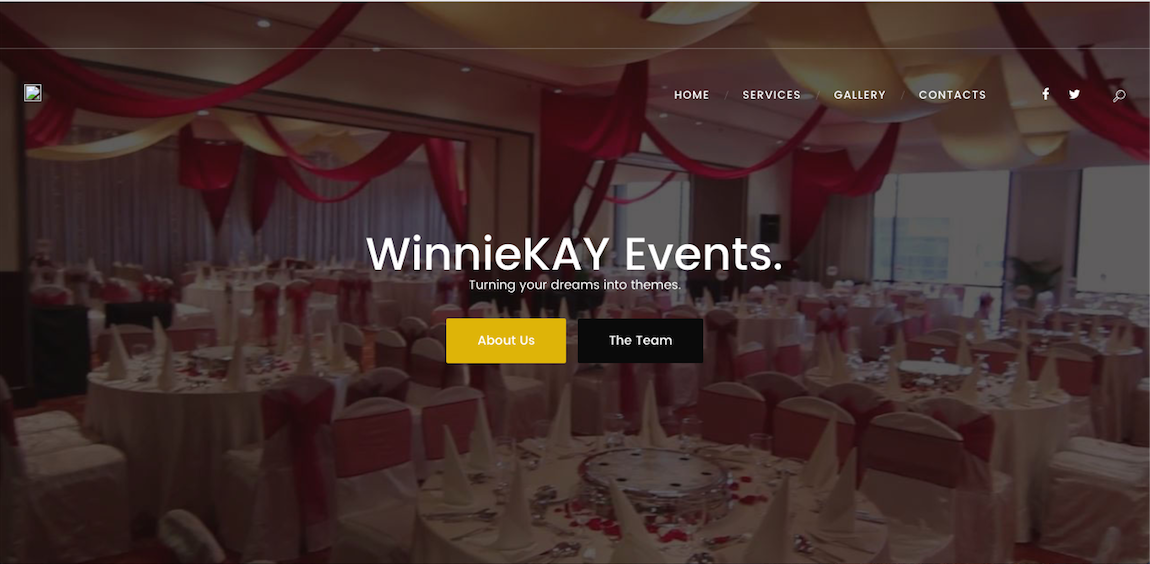 HOME / SERVICES / GALLERY / CONTACTS
WinnieKAY Events.
Turning your dreams into themes.
About Us
The Team